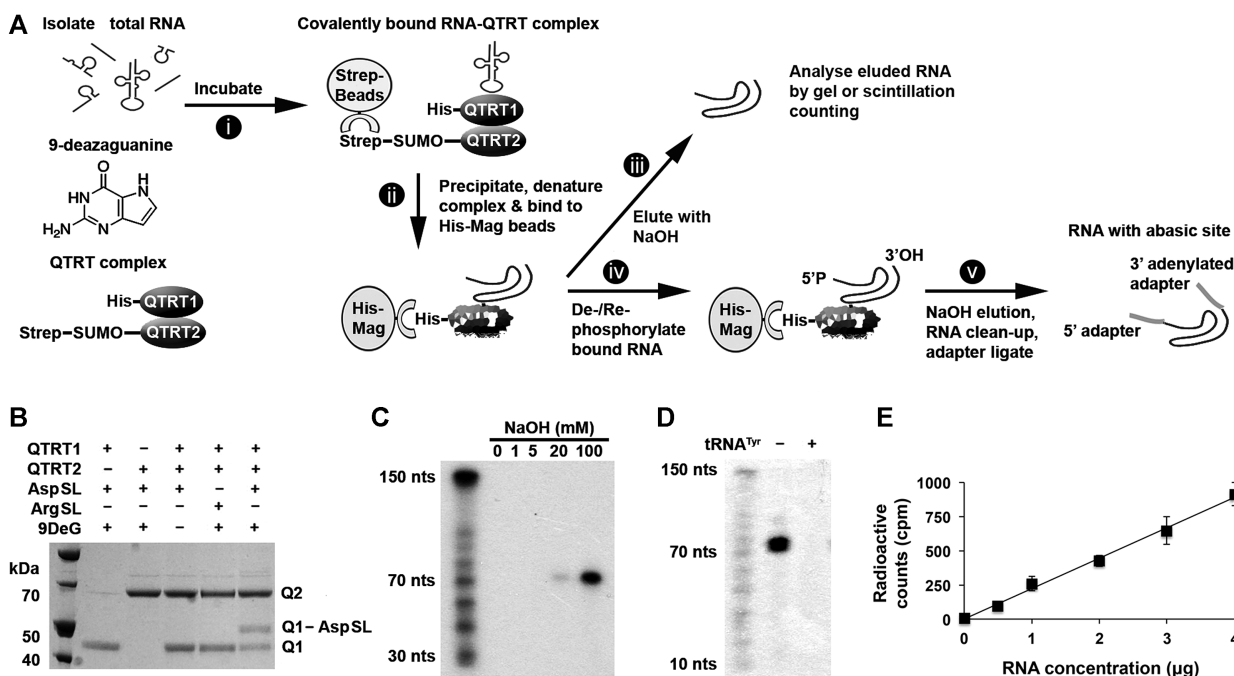 A
Isolate total RNA
Incubate
i
9-deazaguanine
O
NH
HN
H₂N
N
QTRT complex
His–QTRT1
Strep–SUMO–QTRT2
Covalently bound RNA-QTRT complex
Strep-
Beads
His–QTRT1
Strep–SUMO–QTRT2
ii
Precipitate, denature
complex & bind to
His-Mag beads
His-
Mag
His
iii
Elute with
NaOH
Analyse eluded RNA
by gel or scintillation
counting
iv
De-/Re-
phosphorylate
bound RNA
5'P
3'OH
His-
Mag
His
v
NaOH elution,
RNA clean-up,
adapter ligate
RNA with abasic site
3' adenylated
adapter
5' adapter
B
QTRT1 + – + + +
QTRT2 – + + + +
AspSL + + + – +
ArgSL – – – + –
9DeG + + – + +
kDa
70
50
40
Q2
Q1–AspSL
Q1
C
NaOH (mM)
0 1 5 20 100
150 nts
70 nts
30 nts
D
tRNAᵀʸʳ – +
150 nts
70 nts
10 nts
E
Radioactive
counts (cpm)
1000
750
500
250
0
0 1 2 3 4
RNA concentration (µg)